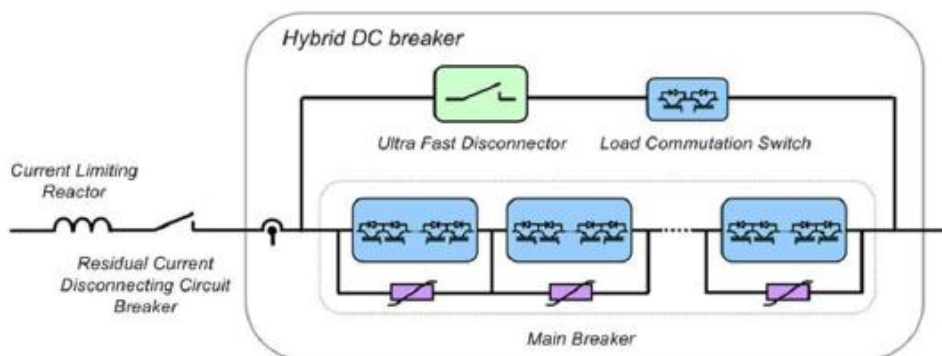 Hybrid DC breaker
Ultra Fast Disconnector
Load Commutation Switch
Current Limiting
Reactor
Residual Current
Disconnecting Circuit
Breaker
Main Breaker